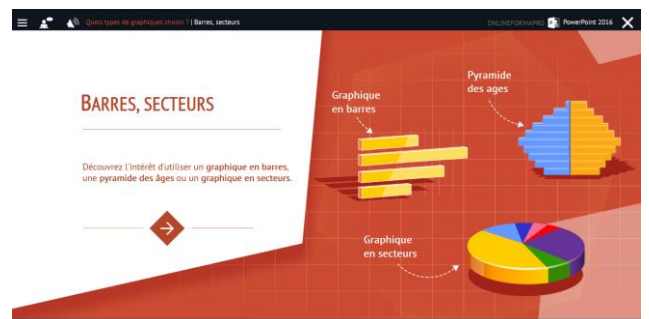 Quels types de graphiques choisir ? | Barres, secteurs
ONLINEFORMAPRO PowerPoint 2016
BARRES, SECTEURS
Découvrez l'intérêt d'utiliser un graphique en barres,
une pyramide des âges ou un graphique en secteurs.
Graphique
en barres
Pyramide
des ages
Graphique
en secteurs